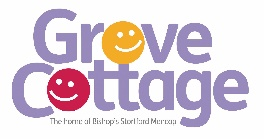 Grove
Cottage
The home of Bishop's Stortford Mencap